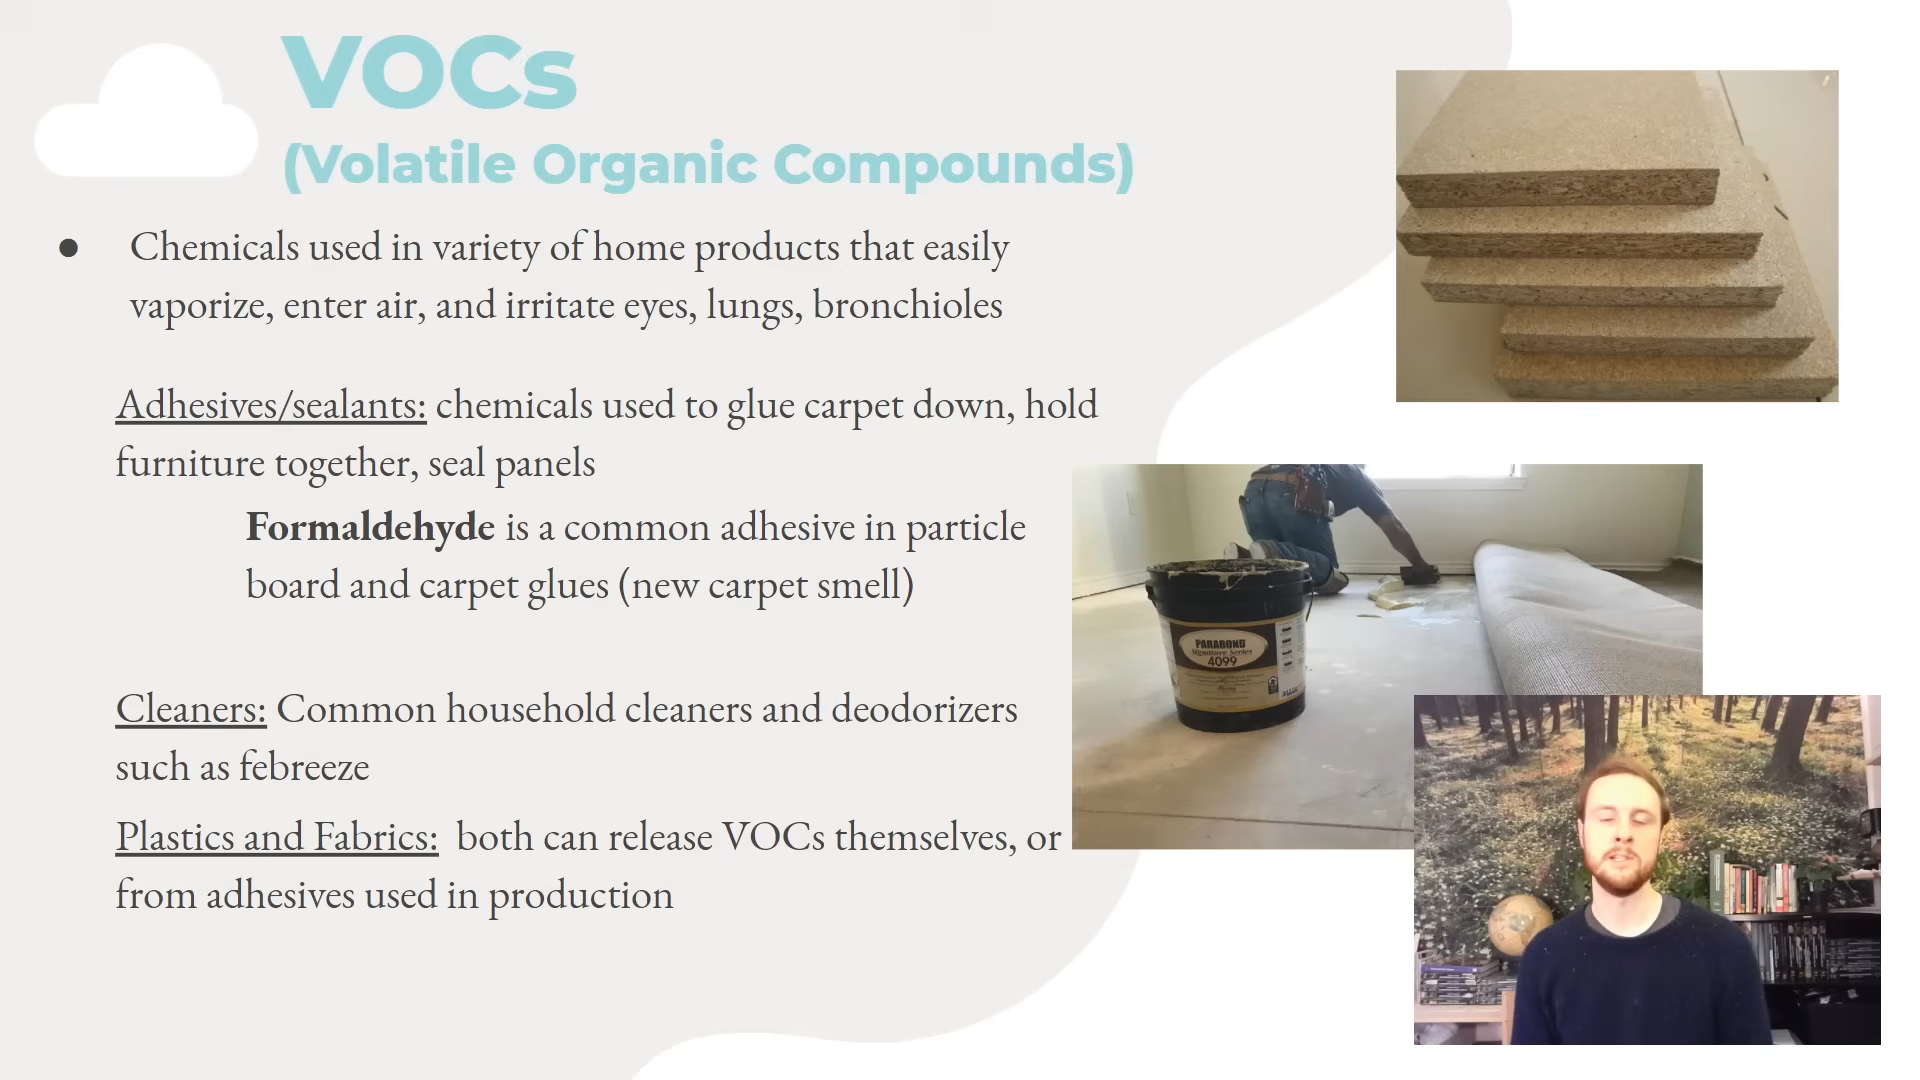 VOCs
(Volatile Organic Compounds)
● Chemicals used in variety of home products that easily
vaporize, enter air, and irritate eyes, lungs, bronchioles
Adhesives/sealants: chemicals used to glue carpet down, hold
furniture together, seal panels
Formaldehyde is a common adhesive in particle
board and carpet glues (new carpet smell)
Cleaners: Common household cleaners and deodorizers
such as febreeze
Plastics and Fabrics: both can release VOCs themselves, or
from adhesives used in production
PARABOND
Signature Series
4099